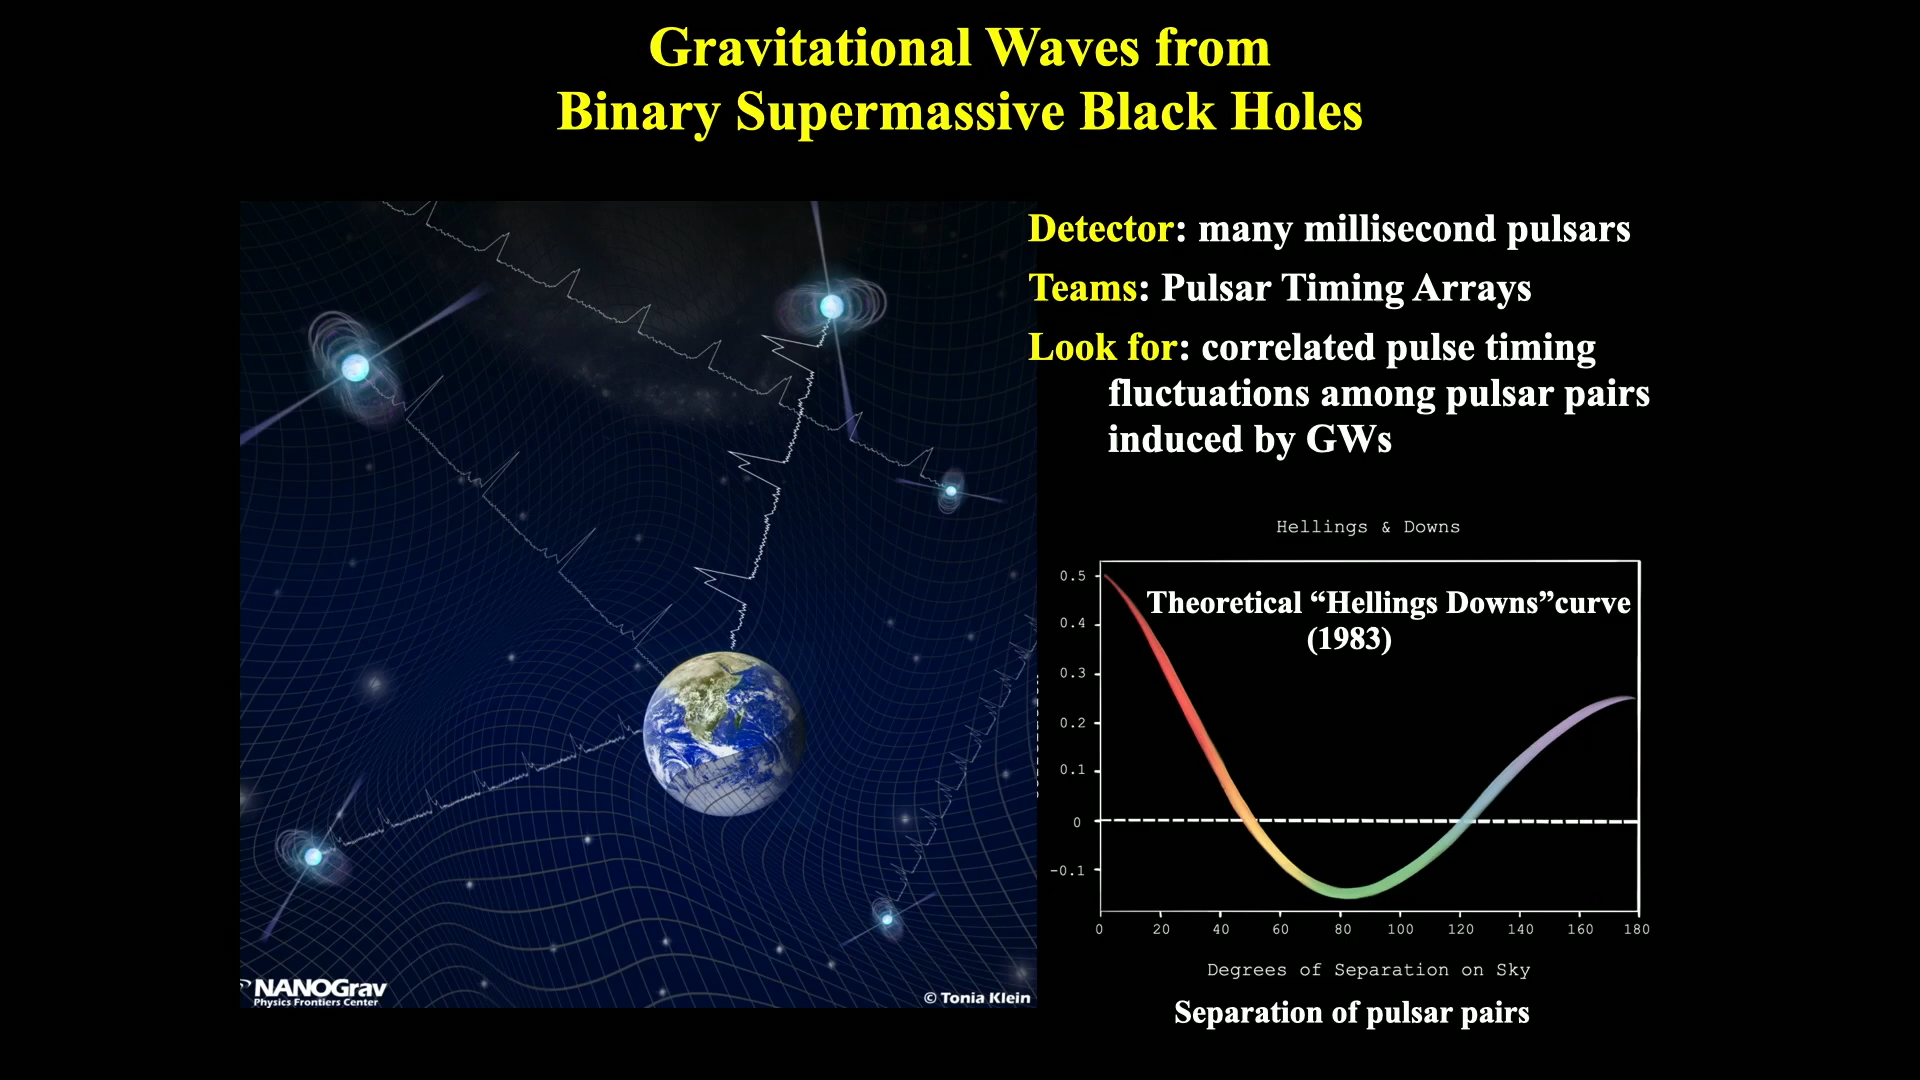 Gravitational Waves from
Binary Supermassive Black Holes
Detector: many millisecond pulsars
Teams: Pulsar Timing Arrays
Look for: correlated pulse timing
fluctuations among pulsar pairs
induced by GWs
Hellings & Downs
Theoretical “Hellings Downs”curve
(1983)
0.5
0.4
0.3
0.2
0.1
0
-0.1
0 20 40 60 80 100 120 140 160 180
Degrees of Separation on Sky
Separation of pulsar pairs
NANOGrav
Physics Frontiers Center
© Tonia Klein